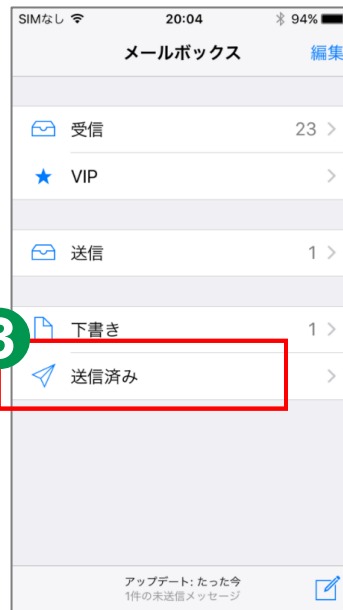 SIMなし 20:04 94%
メールボックス 編集
受信 23
VIP
送信 1
下書き 1
3
送信済み
アップデート: たった今
1件の未送信メッセージ